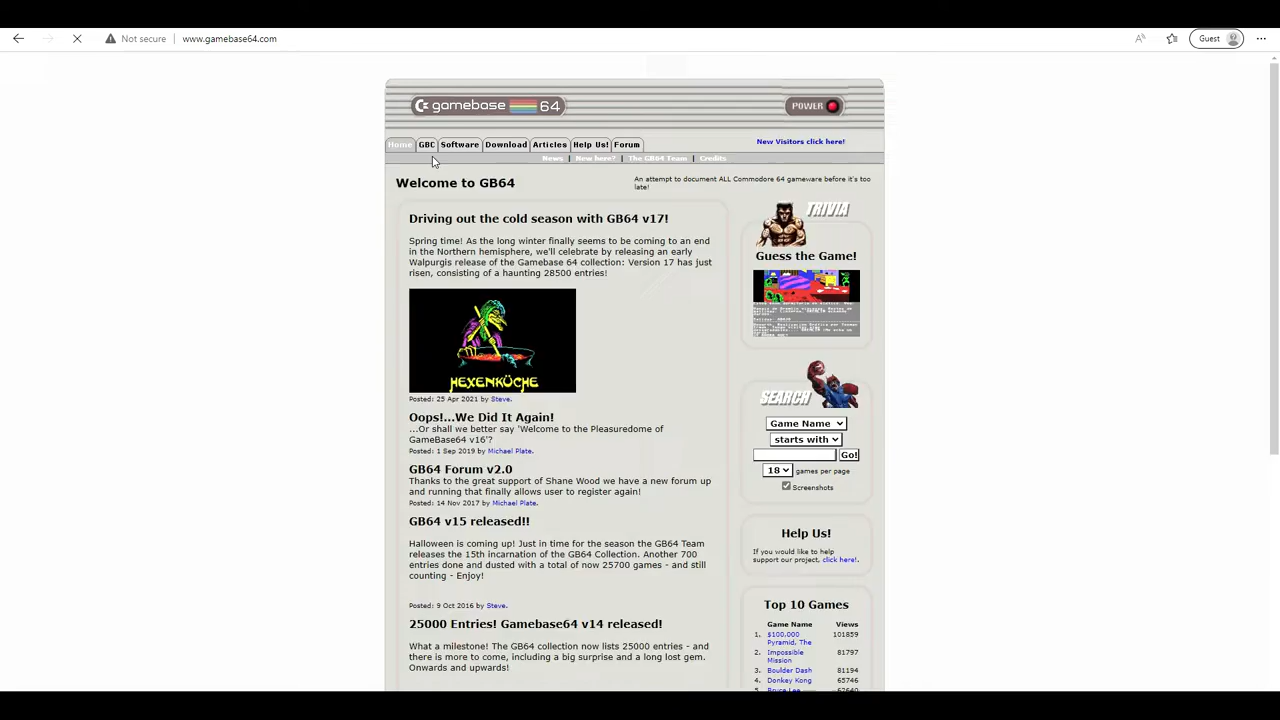 Not secure
www.gamebase64.com
Guest
gamebase 64
POWER
Home GBC Software Download Articles Help Us! Forum
New Visitors click here!
News | New here? | The GB64 Team | Credits
Welcome to GB64
An attempt to document ALL Commodore 64 gameware before it's too
late!
Driving out the cold season with GB64 v17!
Spring time! As the long winter finally seems to be coming to an end
in the Northern hemisphere, we'll celebrate by releasing an early
Walpurgis release of the Gamebase 64 collection: Version 17 has just
risen, consisting of a haunting 28500 entries!
HEXENKÜCHE
Posted: 25 Apr 2021 by Steve.
Oops!...We Did It Again!
...Or shall we better say 'Welcome to the Pleasuredome of
GameBase64 v16'?
Posted: 1 Sep 2019 by Michael Plate.
GB64 Forum v2.0
Thanks to the great support of Shane Wood we have a new forum up
and running that finally allows user to register again!
Posted: 14 Nov 2017 by Michael Plate.
GB64 v15 released!!
Halloween is coming up! Just in time for the season the GB64 Team
releases the 15th incarnation of the GB64 Collection. Another 700
entries done and dusted with a total of now 25700 games - and still
counting - Enjoy!
Posted: 9 Oct 2016 by Steve.
25000 Entries! Gamebase64 v14 released!
What a milestone! The GB64 collection now lists 25000 entries - and
there is more to come, including a big surprise and a long lost gem.
Onwards and upwards!
TRIVIA
Guess the Game!
SEARCH
Game Name
starts with
Go!
18 games per page
Screenshots
Help Us!
If you would like to help
support our project, click here!.
Top 10 Games
Game Name Views
1. $100,000 101859
Pyramid, The
2. Impossible 81797
Mission
3. Boulder Dash 81194
4. Donkey Kong 65746
5. Bruce Lee 62640